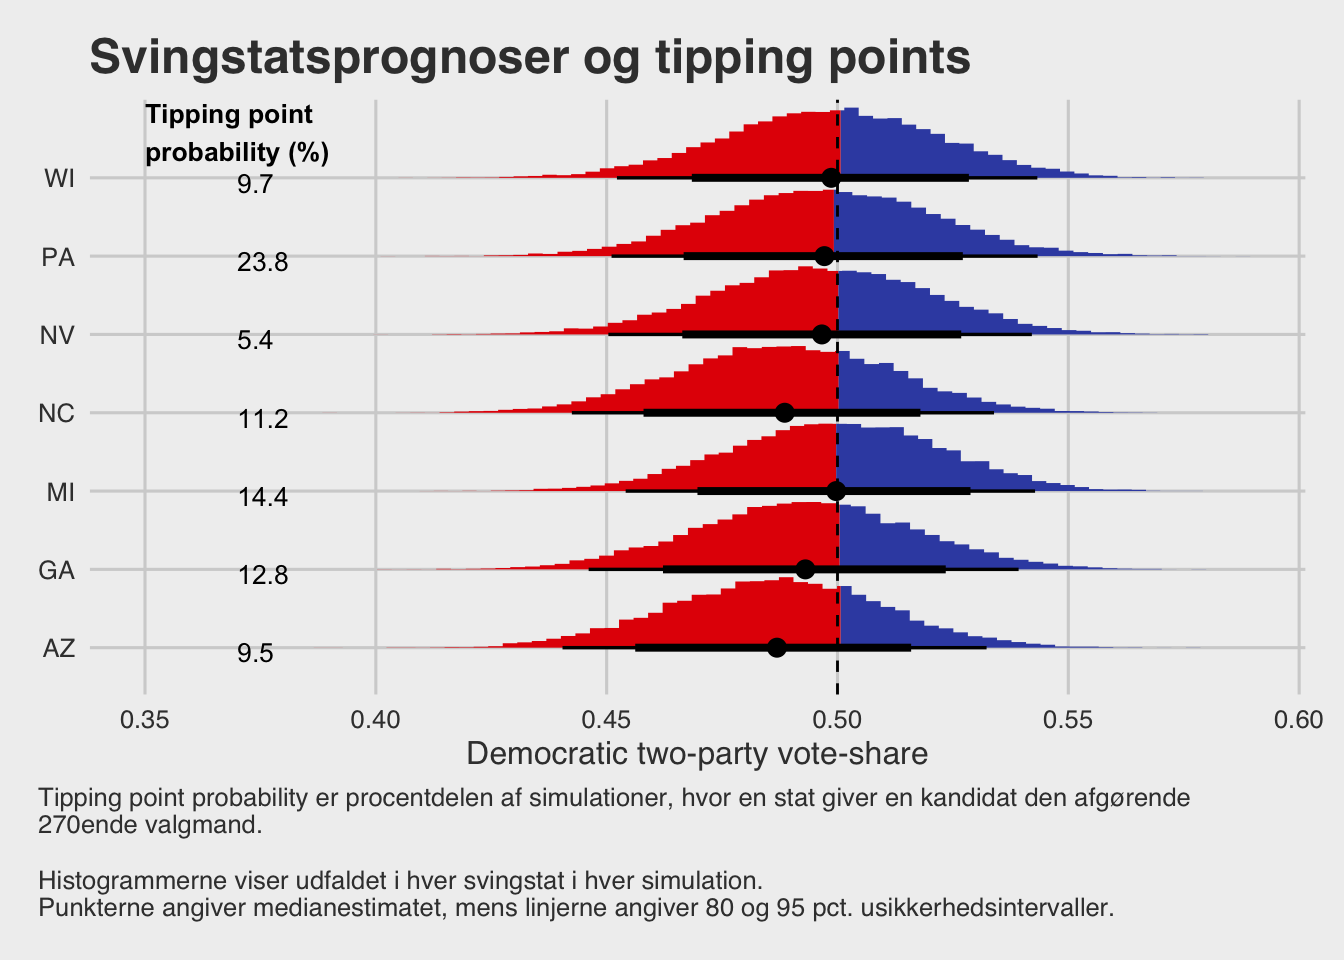 Svingstatsprognoser og tipping points
Tipping point
probability (%)
WI 9.7
PA 23.8
NV 5.4
NC 11.2
MI 14.4
GA 12.8
AZ 9.5
0.35 0.40 0.45 0.50 0.55 0.60
Democratic two-party vote-share
Tipping point probability er procentdelen af simulationer, hvor en stat giver en kandidat den afgørende
270ende valgmand.
Histogrammerne viser udfaldet i hver svingstat i hver simulation.
Punkterne angiver medianestimatet, mens linjerne angiver 80 og 95 pct. usikkerhedsintervaller.